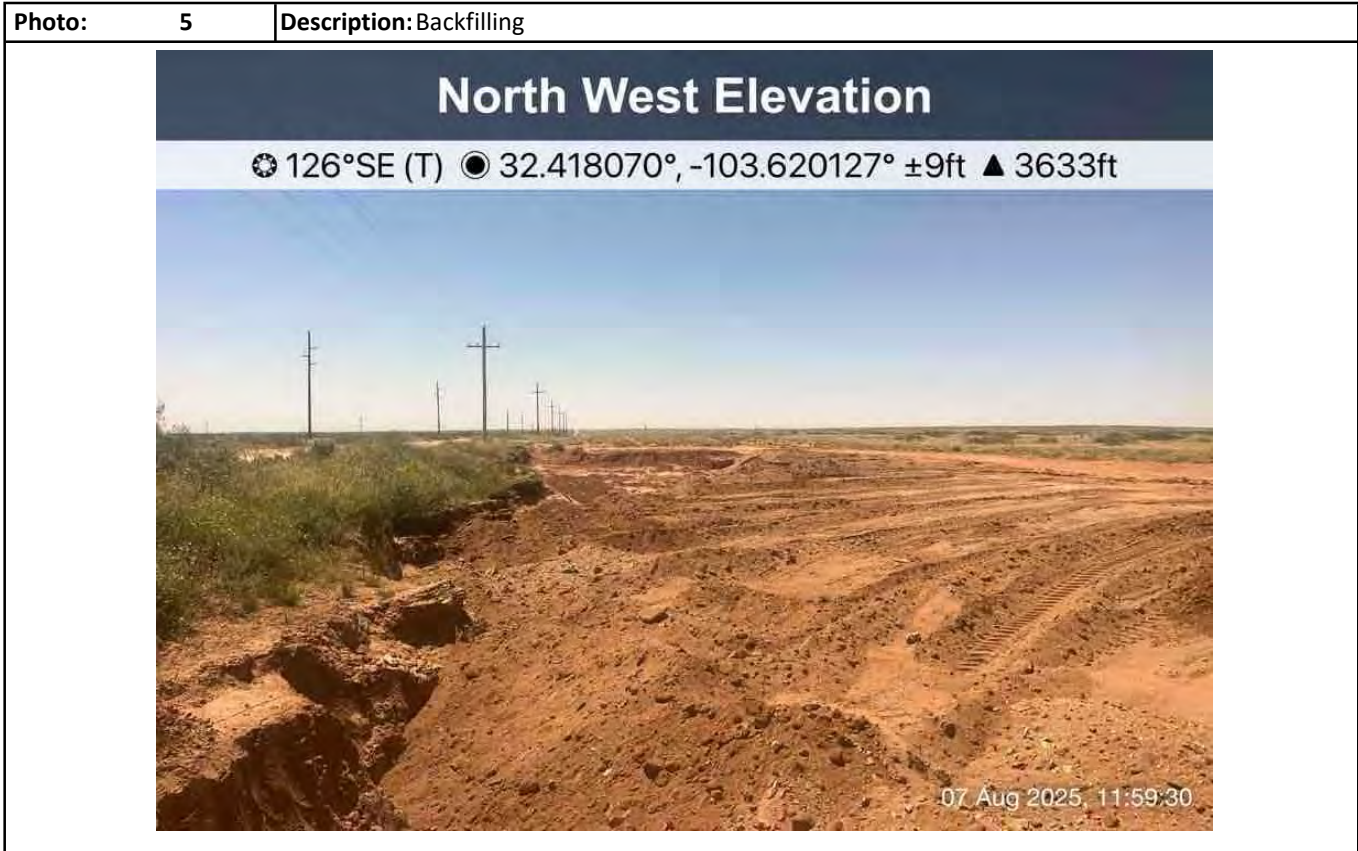 Photo: 5 Description: Backfilling
North West Elevation
126°SE (T) 32.418070°, -103.620127° ±9ft ▲ 3633ft
07 Aug 2025, 11:59:30